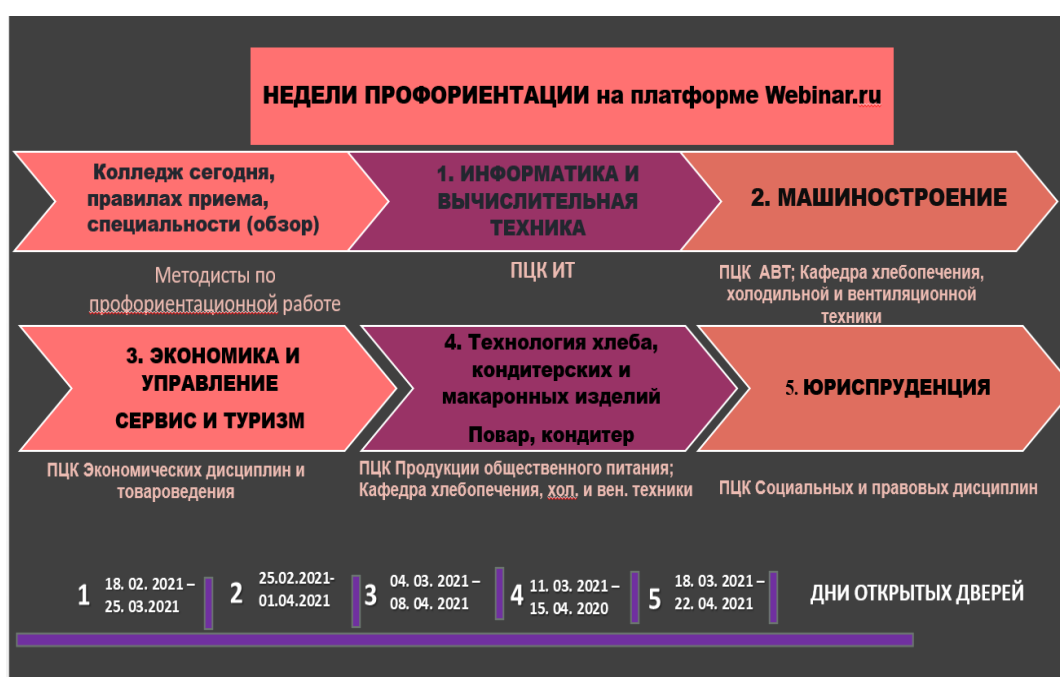 НЕДЕЛИ ПРОФОРИЕНТАЦИИ на платформе Webinar.ru
Колледж сегодня,
правилах приема,
специальности (обзор)
1. ИНФОРМАТИКА И
ВЫЧИСЛИТЕЛЬНАЯ
ТЕХНИКА
2. МАШИНОСТРОЕНИЕ
Методисты по
профориентационной работе
ПЦК ИТ
ПЦК АВТ; Кафедра хлебопечения,
холодильной и вентиляционной
техники
3. ЭКОНОМИКА И
УПРАВЛЕНИЕ
СЕРВИС И ТУРИЗМ
4. Технология хлеба,
кондитерских и
макаронных изделий
Повар, кондитер
5. ЮРИСПРУДЕНЦИЯ
ПЦК Экономических дисциплин и
товароведения
ПЦК Продукции общественного питания;
Кафедра хлебопечения, хол. и вен. техники
ПЦК Социальных и правовых дисциплин
1
18. 02. 2021 –
25. 03.2021
2
25.02.2021-
01.04.2021
3
04. 03. 2021 –
08. 04. 2021
4
11. 03. 2021 –
15. 04. 2020
5
18. 03. 2021 –
22. 04. 2021
ДНИ ОТКРЫТЫХ ДВЕРЕЙ